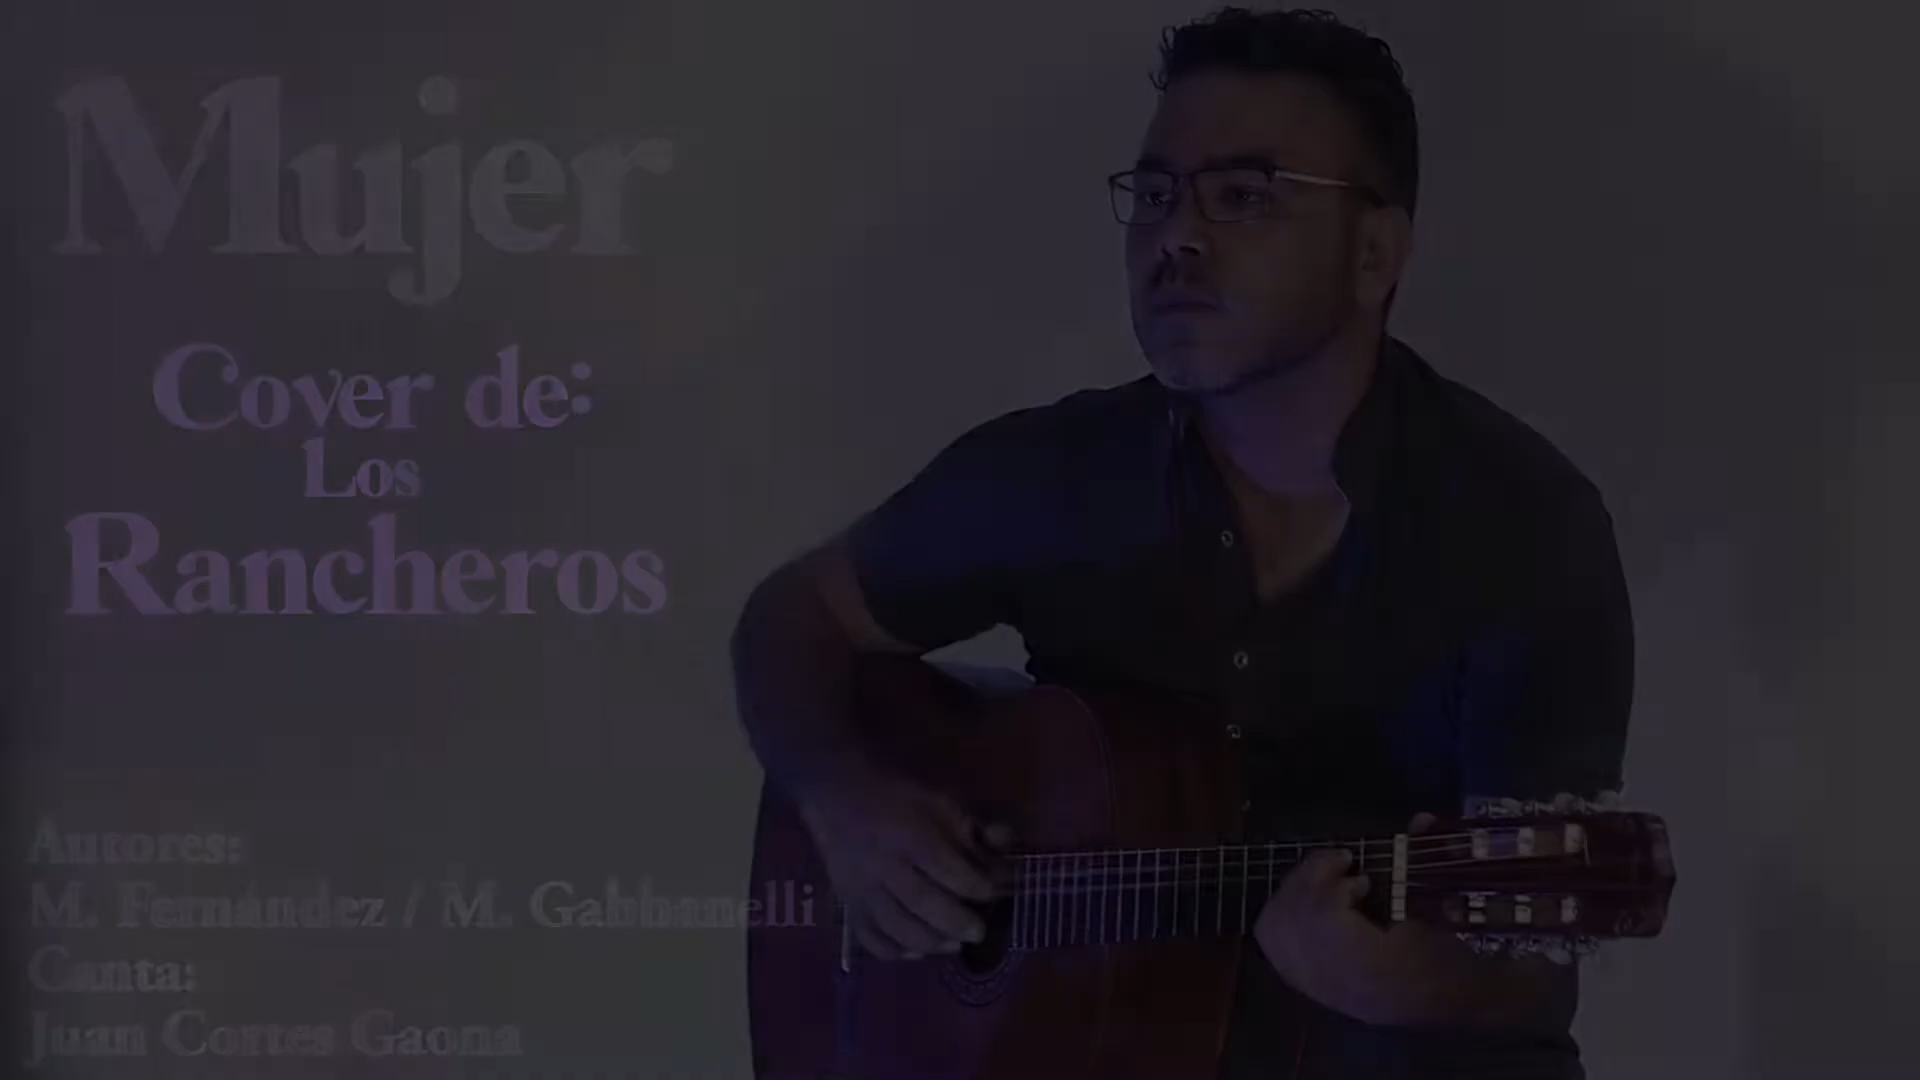 Mujer
Cover de:
Los
Rancheros
Autores:
M. Fernández / M. Gabbanelli
Canta:
Juan Cortes Gaona